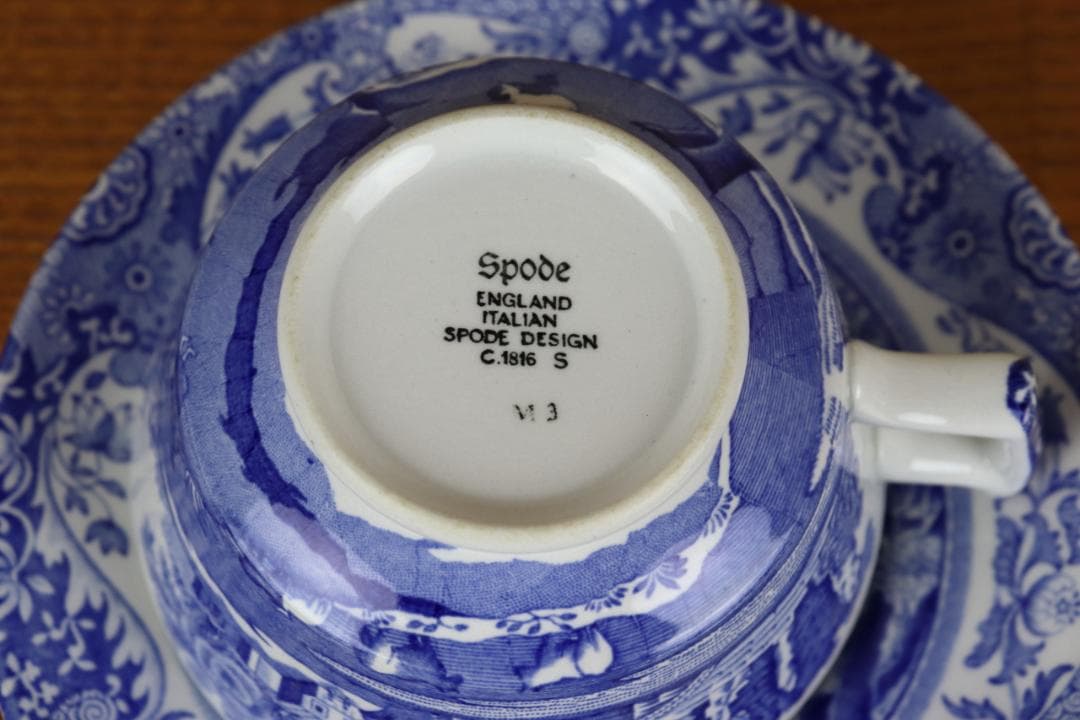 Spode
ENGLAND
ITALIAN
SPODE DESIGN
C.1816 S
M 3